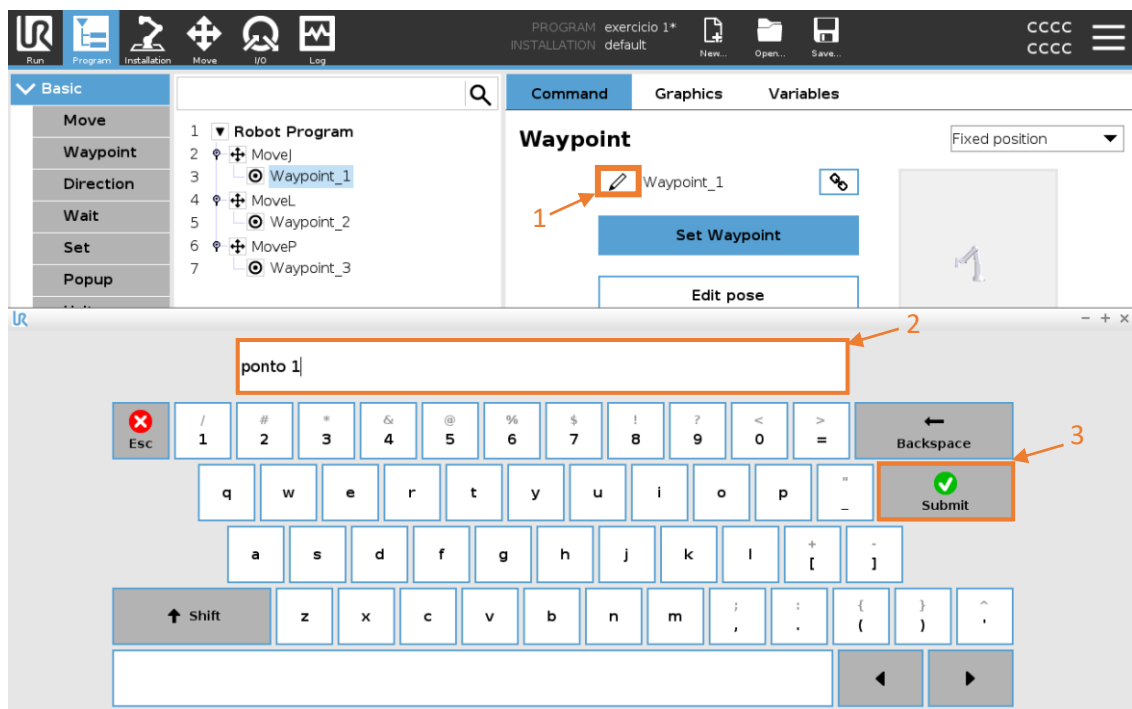 UR
PROGRAM exercicio 1*
INSTALLATION default
Run Program Installation Move I/O Log New... Open... Save...
CCCC
CCCC
Basic
Move
Waypoint
Direction
Wait
Set
Popup
1 Robot Program
2 MoveJ
3 Waypoint_1
4 MoveL
5 Waypoint_2
6 MoveP
7 Waypoint_3
Command Graphics Variables
Waypoint
Fixed position
Waypoint_1
1
Set Waypoint
Edit pose
UR
- + ×
2
ponto 1
Esc
/ # * & @ % $ ! ? < >
1 2 3 4 5 6 7 8 9 0 =
Backspace
3
"
q w e r t y u i o p _
Submit
+ -
a s d f g h j k l [ ]
Shift
; : { } ^
z x c v b n m , . ( ) '